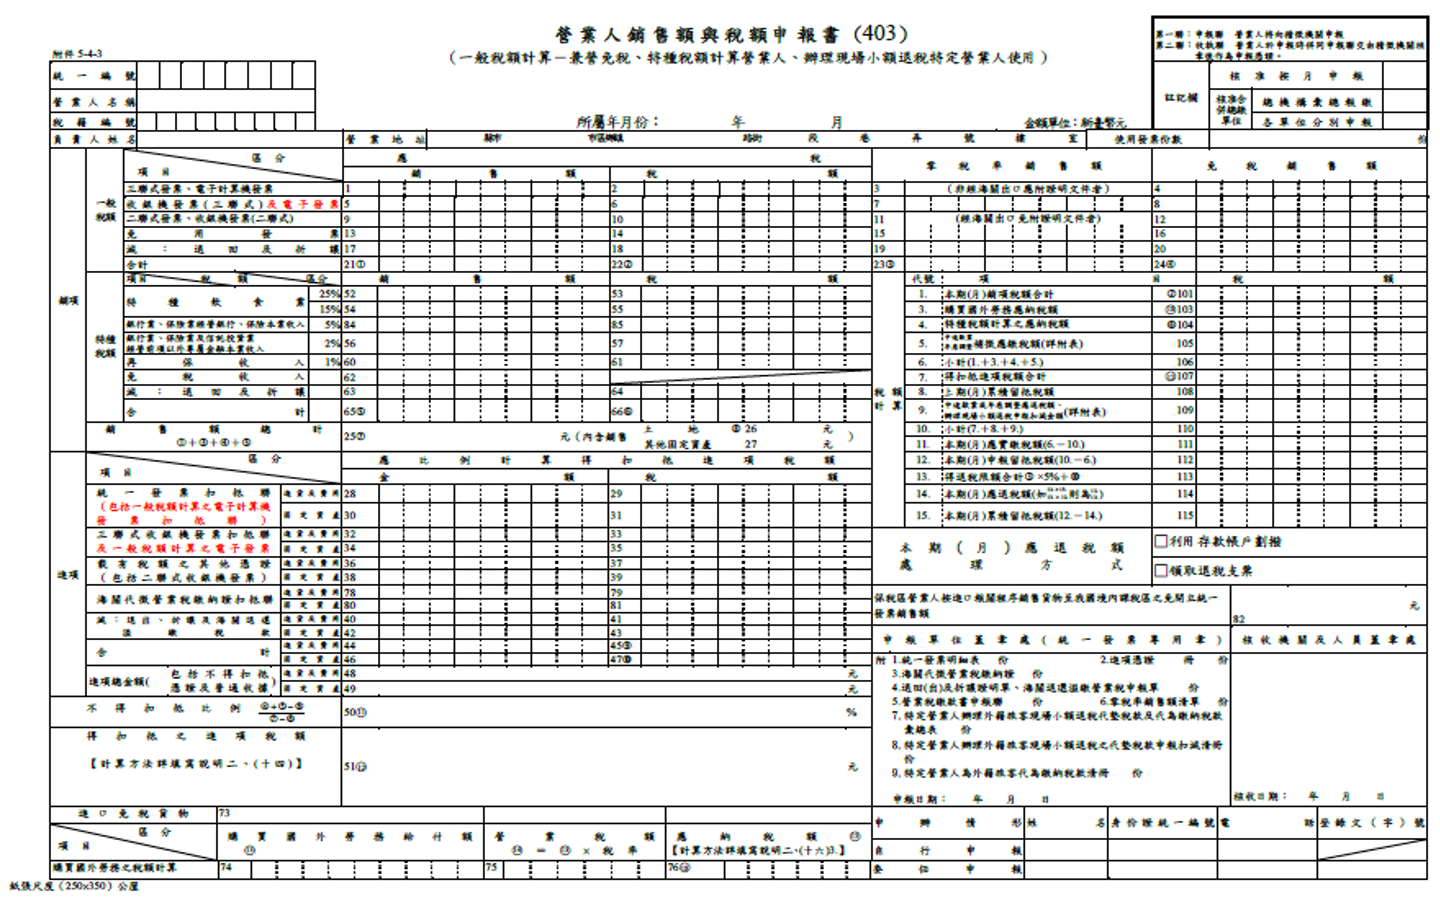 營業人銷售額與稅額申報書(403)
附件 5-4-3
(一般稅額計算－兼營免稅、特種稅額計算營業人、辦理現場小額退稅特定營業人使用)
第一聯:申報聯 營業人持向稽徵機關申報
第二聯:收執聯 營業人於申報時併同申報聯交由稽徵機關核
章後作為申報憑證。
統一編號
營業人名稱
稅籍編號
註記欄
核准按月申報
核准合併總繳單位
總機構彙總報繳
各單位分別申報
所屬年月份: 年 月
金額單位:新臺幣元
負責人姓名
營業地址 縣市 市區鄉鎮 路街 段 巷 弄 號 樓 室
使用發票份數 份
區分
項目
應 稅
銷售額 稅額
零稅率銷售額
免稅銷售額
銷項
一般稅額
三聯式發票、電子計算機發票 1 2 3 (非經海關出口應附證明文件者) 4
收銀機發票(三聯式)及電子發票 5 6 7 8
二聯式發票、收銀機發票(二聯式) 9 10 11 (經海關出口免附證明文件者) 12
免用發票 13 14 15 16
減:退回及折讓 17 18 19 20
合計 21① 22② 23③ 24④
特種稅額
項目 稅額 區分 銷售額 稅額
特種飲食業 25% 52 53
15% 54 55
銀行業、保險業經營銀行、保險本業收入 5% 84 85
銀行業、保險業及信託投資業
經營前項以外專屬金融本業收入 2% 56 57
再保收入 1% 60 61
免稅收入 62
減:退回及折讓 63 64
合計 65⑤ 66⑥
銷售額總計
①+③+④+⑤
25⑦ 元(內含銷售 土地 ⑧ 26 元
其他固定資產 27 元)
稅額計算
代號 項目 稅額
1. 本期(月)銷項稅額合計 ②101
3. 購買國外勞務應納稅額 ⑭103
4. 特種稅額計算之應納稅額 ⑥104
5. 中途歇業年底調整補徵應繳稅額(詳附表) 105
6. 小計(1.+3.+4.+5.) 106
7. 得扣抵進項稅額合計 ⑫107
8. 上期(月)累積留抵稅額 108
9. 中途歇業或年底調整應退稅額、
辦理現場小額退稅申報扣減金額(詳附表) 109
10. 小計(7.+8.+9.) 110
11. 本期(月)應實繳稅額(6.－10.) 111
12. 本期(月)申報留抵稅額(10.－6.) 112
13. 得退稅限額合計③×5%+⑩ 113
14. 本期(月)應退稅額 114
15. 本期(月)累積留抵稅額(12.－14.) 115
本期(月)應退稅額
處理方式
□利用存款帳戶劃撥
□領取退稅支票
進項
區分
項目
應比例計算得扣抵進項稅額
金額 稅額
統一發票扣抵聯
(包括一般稅額計算之電子計算機
發票扣抵聯)
進貨及費用 28 29
固定資產 30 31
三聯式收銀機發票扣抵聯
及一般稅額計算之電子發票
進貨及費用 32 33
固定資產 34 35
載有稅額之其他憑證
(包括二聯式收銀機發票)
進貨及費用 36 37
固定資產 38 39
海關代徵營業稅繳納證扣抵聯
進貨及費用 78 79
固定資產 80 81
減:退出、折讓及海關退還
溢繳稅款
進貨及費用 40 41
固定資產 42 43
合計
進貨及費用 44 45⑨
固定資產 46 47⑩
進項總金額(包括不得扣抵
憑證及普通收據)
進貨及費用 48 元
固定資產 49 元
不得扣抵比例 ④+⑤-⑧
⑦-⑧
50⑪ %
得扣抵之進項稅額
【計算方法詳填寫說明二、(十四)】
51⑫ 元
保稅區營業人按進口報關程序銷售貨物至我國境內課稅區之免開立統一
發票銷售額
82 元
申報單位蓋章處(統一發票專用章)
核收機關及人員蓋章處
附 1.統一發票明細表 份 2.進項憑證 冊 份
3.海關代徵營業稅繳納證 份
4.退回(出)及折讓證明單、海關退還溢繳營業稅申報單 份
5.營業稅繳款書申報聯 份 6.零稅率銷售額清單 份
7.特定營業人辦理外籍旅客現場小額退稅代墊稅款及代為繳納稅款
彙總表 份
8.特定營業人辦理外籍旅客現場小額退稅之代墊稅款申報扣減清冊
份
9.特定營業人為外籍旅客代為繳納稅款清冊 份
申報日期: 年 月 日
核收日期: 年 月 日
進口免稅貨物 73
區分
項目
購買國外勞務給付額
⑬
營業稅額
⑭ = ⑬ × 稅率
應納稅額
【計算方法詳填寫說明二、(十六)3.】
購買國外勞務之稅額計算 74 75 76
申辦情形 姓名 身份證統一編號 電話 登錄文(字)號
自行申報
委任申報
紙張尺度(250x350)公厘